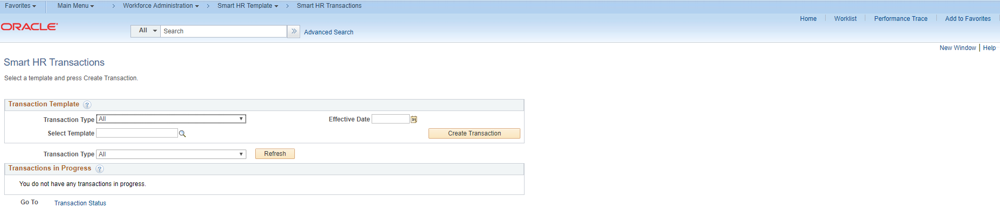 Favorites Main Menu > Workforce Administration > Smart HR Template > Smart HR Transactions
Home Worklist Performance Trace Add to Favorites
ORACLE All Search Advanced Search
New Window Help
Smart HR Transactions
Select a template and press Create Transaction.
Transaction Template ?
Transaction Type All Effective Date 31
Select Template Create Transaction
Transaction Type All Refresh
Transactions in Progress ?
You do not have any transactions in progress.
Go To Transaction Status